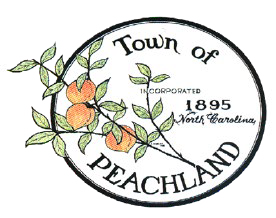 Town of
INCORPORATED
1895
North Carolina
PEACHLAND